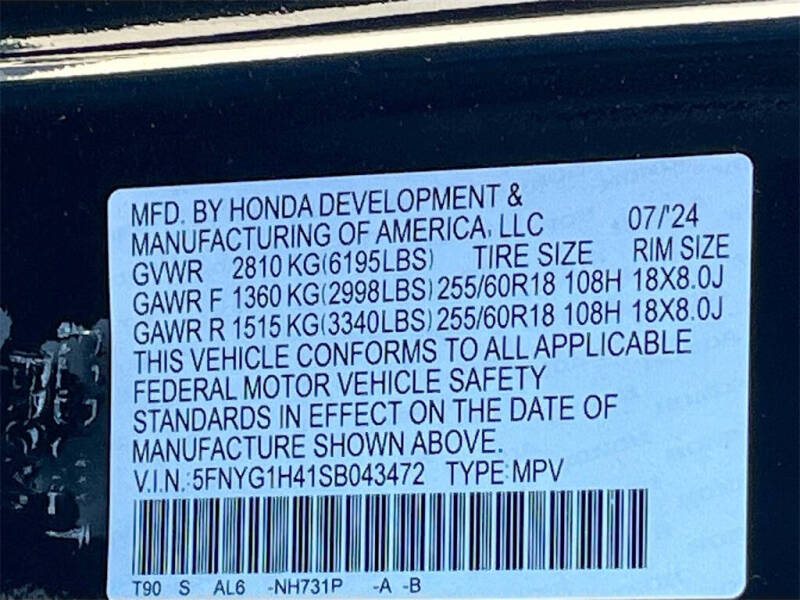 MFD. BY HONDA DEVELOPMENT &
MANUFACTURING OF AMERICA, LLC 07/'24
GVWR 2810 KG(6195LBS) TIRE SIZE RIM SIZE
GAWR F 1360 KG(2998LBS) 255/60R18 108H 18X8.0J
GAWR R 1515 KG(3340LBS) 255/60R18 108H 18X8.0J
THIS VEHICLE CONFORMS TO ALL APPLICABLE
FEDERAL MOTOR VEHICLE SAFETY
STANDARDS IN EFFECT ON THE DATE OF
MANUFACTURE SHOWN ABOVE.
V.I.N.:5FNYG1H41SB043472 TYPE:MPV
T90 S AL6 -NH731P -A -B